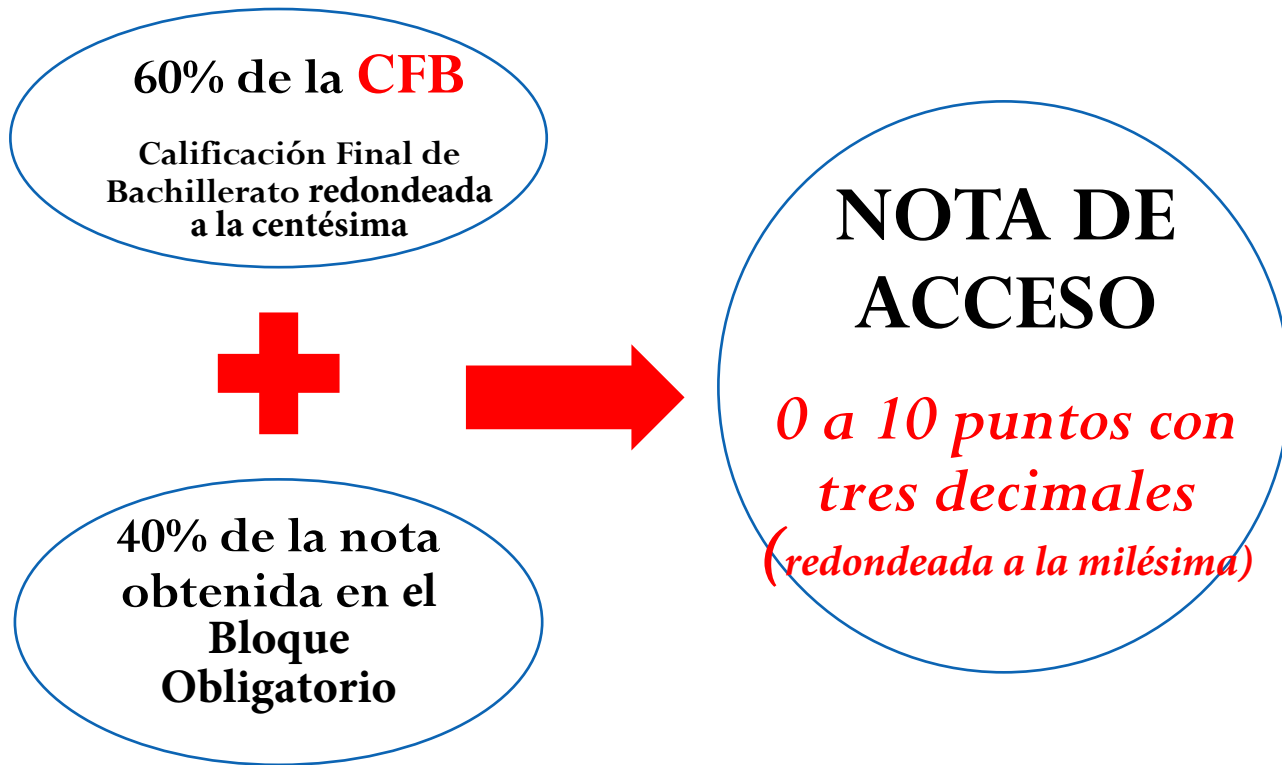 60% de la CFB
Calificación Final de
Bachillerato redondeada
a la centésima
40% de la nota
obtenida en el
Bloque
Obligatorio
NOTA DE
ACCESO
0 a 10 puntos con
tres decimales
(redondeada a la milésima)